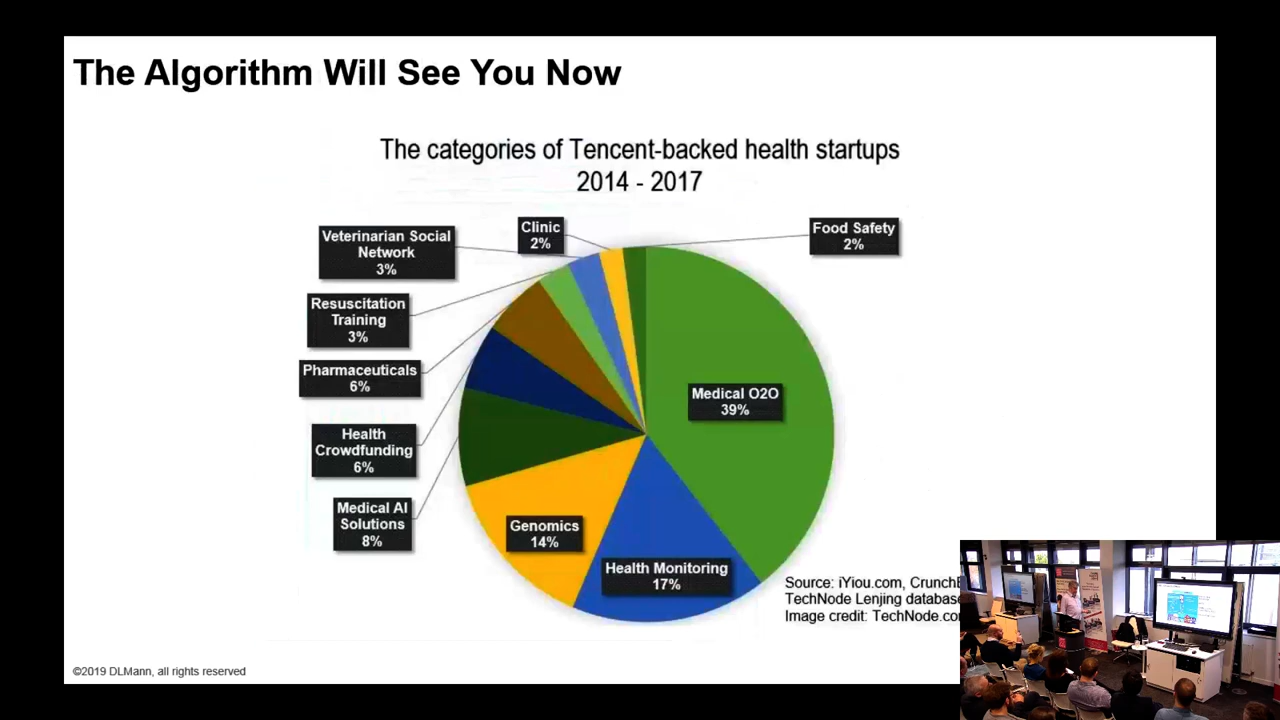 The Algorithm Will See You Now
The categories of Tencent-backed health startups
2014 - 2017
Clinic
2%
Food Safety
2%
Veterinarian Social
Network
3%
Resuscitation
Training
3%
Pharmaceuticals
6%
Medical O2O
39%
Health
Crowdfunding
6%
Medical AI
Solutions
8%
Genomics
14%
Health Monitoring
17%
Source: iYiou.com,
TechNode Lenjing database
Image credit:
©2019 DLMann, all rights reserved